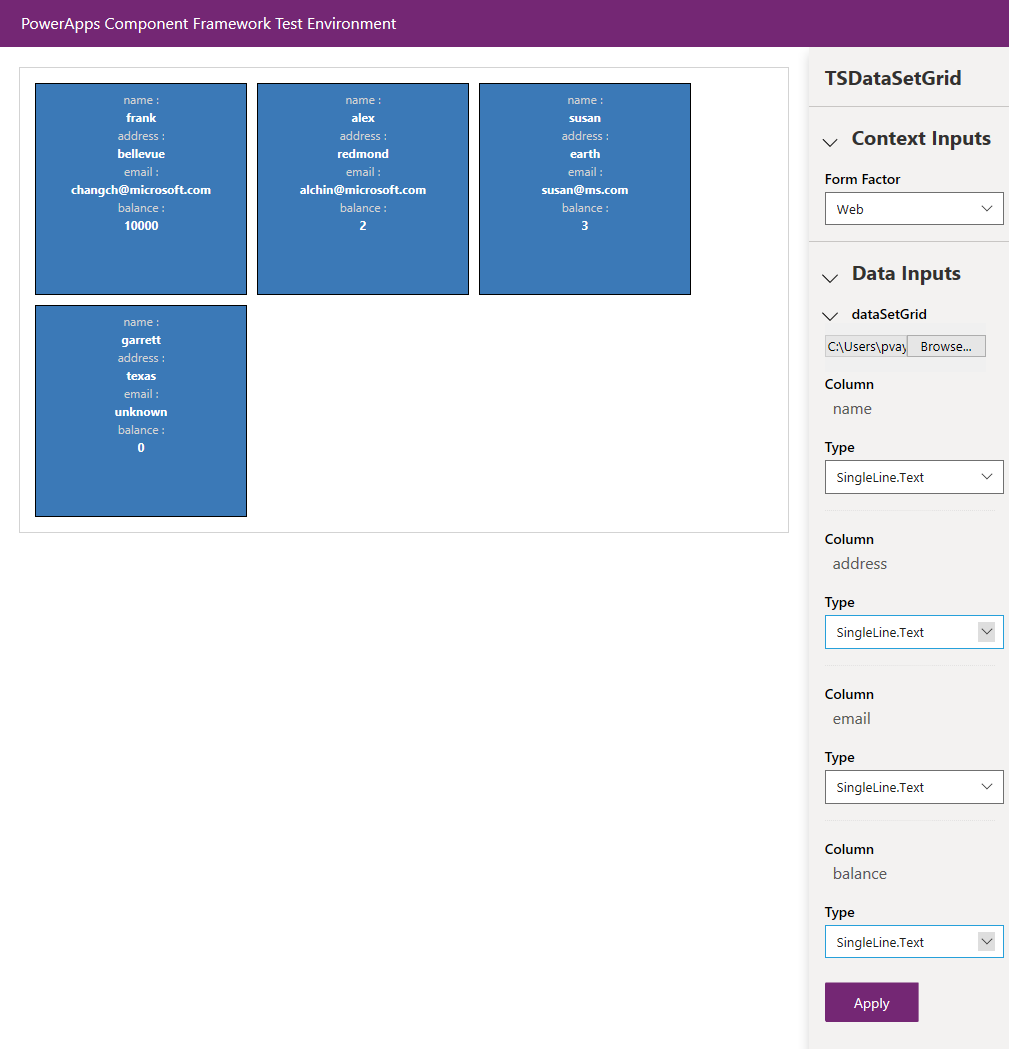 PowerApps Component Framework Test Environment
name :
frank
address :
bellevue
email :
changch@microsoft.com
balance :
10000
name :
alex
address :
redmond
email :
alchin@microsoft.com
balance :
2
name :
susan
address :
earth
email :
susan@ms.com
balance :
3
name :
garrett
address :
texas
email :
unknown
balance :
0
TSDataSetGrid
Context Inputs
Form Factor
Web
Data Inputs
dataSetGrid
C:\Users\pvay Browse...
Column
name
Type
SingleLine.Text
Column
address
Type
SingleLine.Text
Column
email
Type
SingleLine.Text
Column
balance
Type
SingleLine.Text
Apply